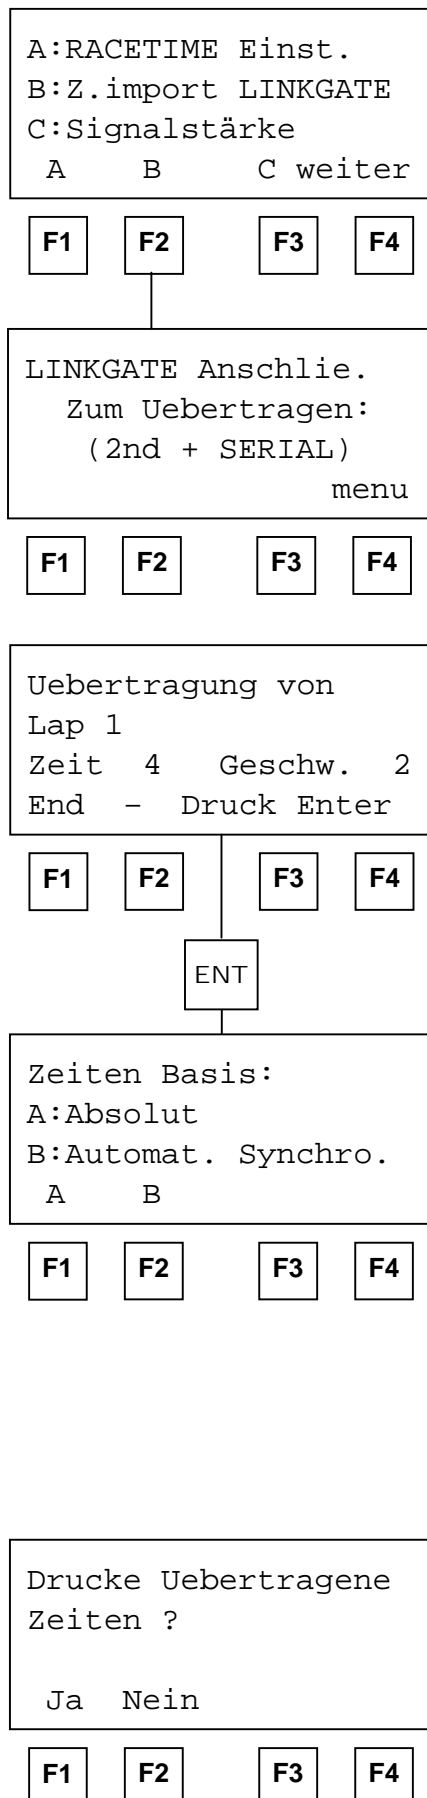 A:RACETIME Einst.
B:Z.import LINKGATE
C:Signalstärke
A B C weiter
F1 F2 F3 F4
LINKGATE Anschlie.
Zum Uebertragen:
(2nd + SERIAL)
menu
F1 F2 F3 F4
Uebertragung von
Lap 1
Zeit 4 Geschw. 2
End – Druck Enter
F1 F2 F3 F4
ENT
Zeiten Basis:
A:Absolut
B:Automat. Synchro.
A B
F1 F2 F3 F4
Drucke Uebertragene
Zeiten ?
Ja Nein
F1 F2 F3 F4